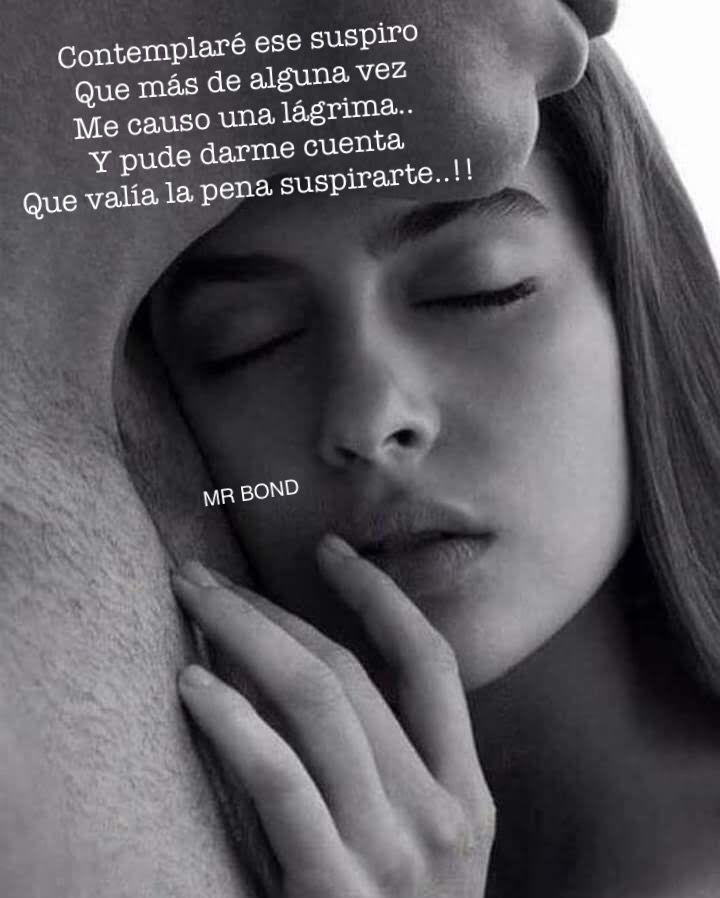 Contemplaré ese suspiro
Que más de alguna vez
Me causo una lágrima..
Y pude darme cuenta
Que valía la pena suspirarte..!!
MR BOND